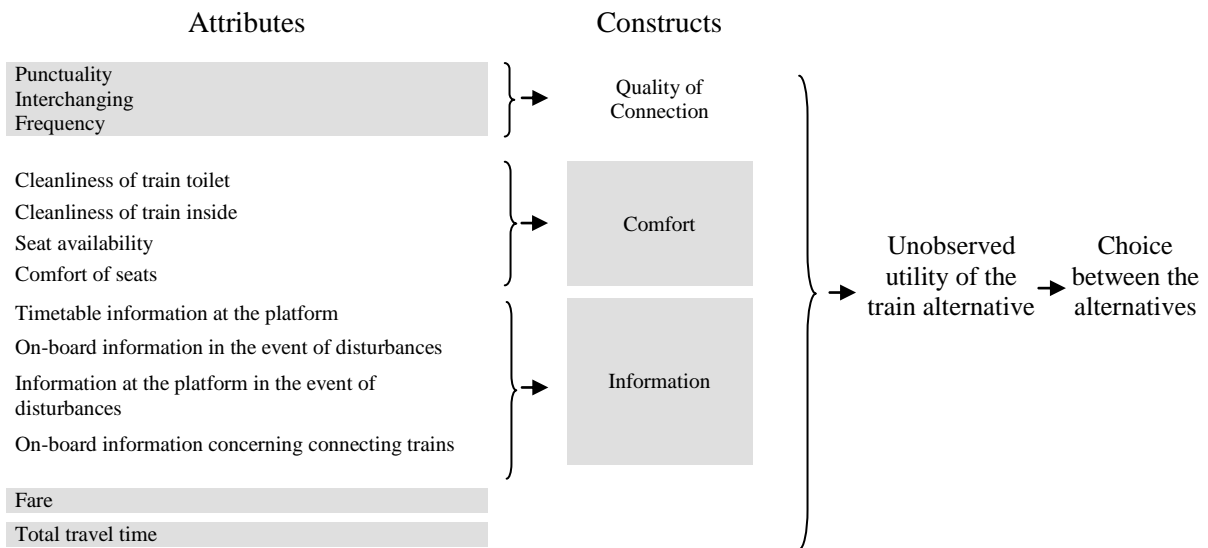 Attributes
Constructs
Punctuality
Interchanging
Frequency
Quality of
Connection
Cleanliness of train toilet
Cleanliness of train inside
Seat availability
Comfort of seats
Comfort
Timetable information at the platform
On-board information in the event of disturbances
Information at the platform in the event of
disturbances
On-board information concerning connecting trains
Information
Fare
Total travel time
Unobserved
utility of the
train alternative
Choice
between the
alternatives